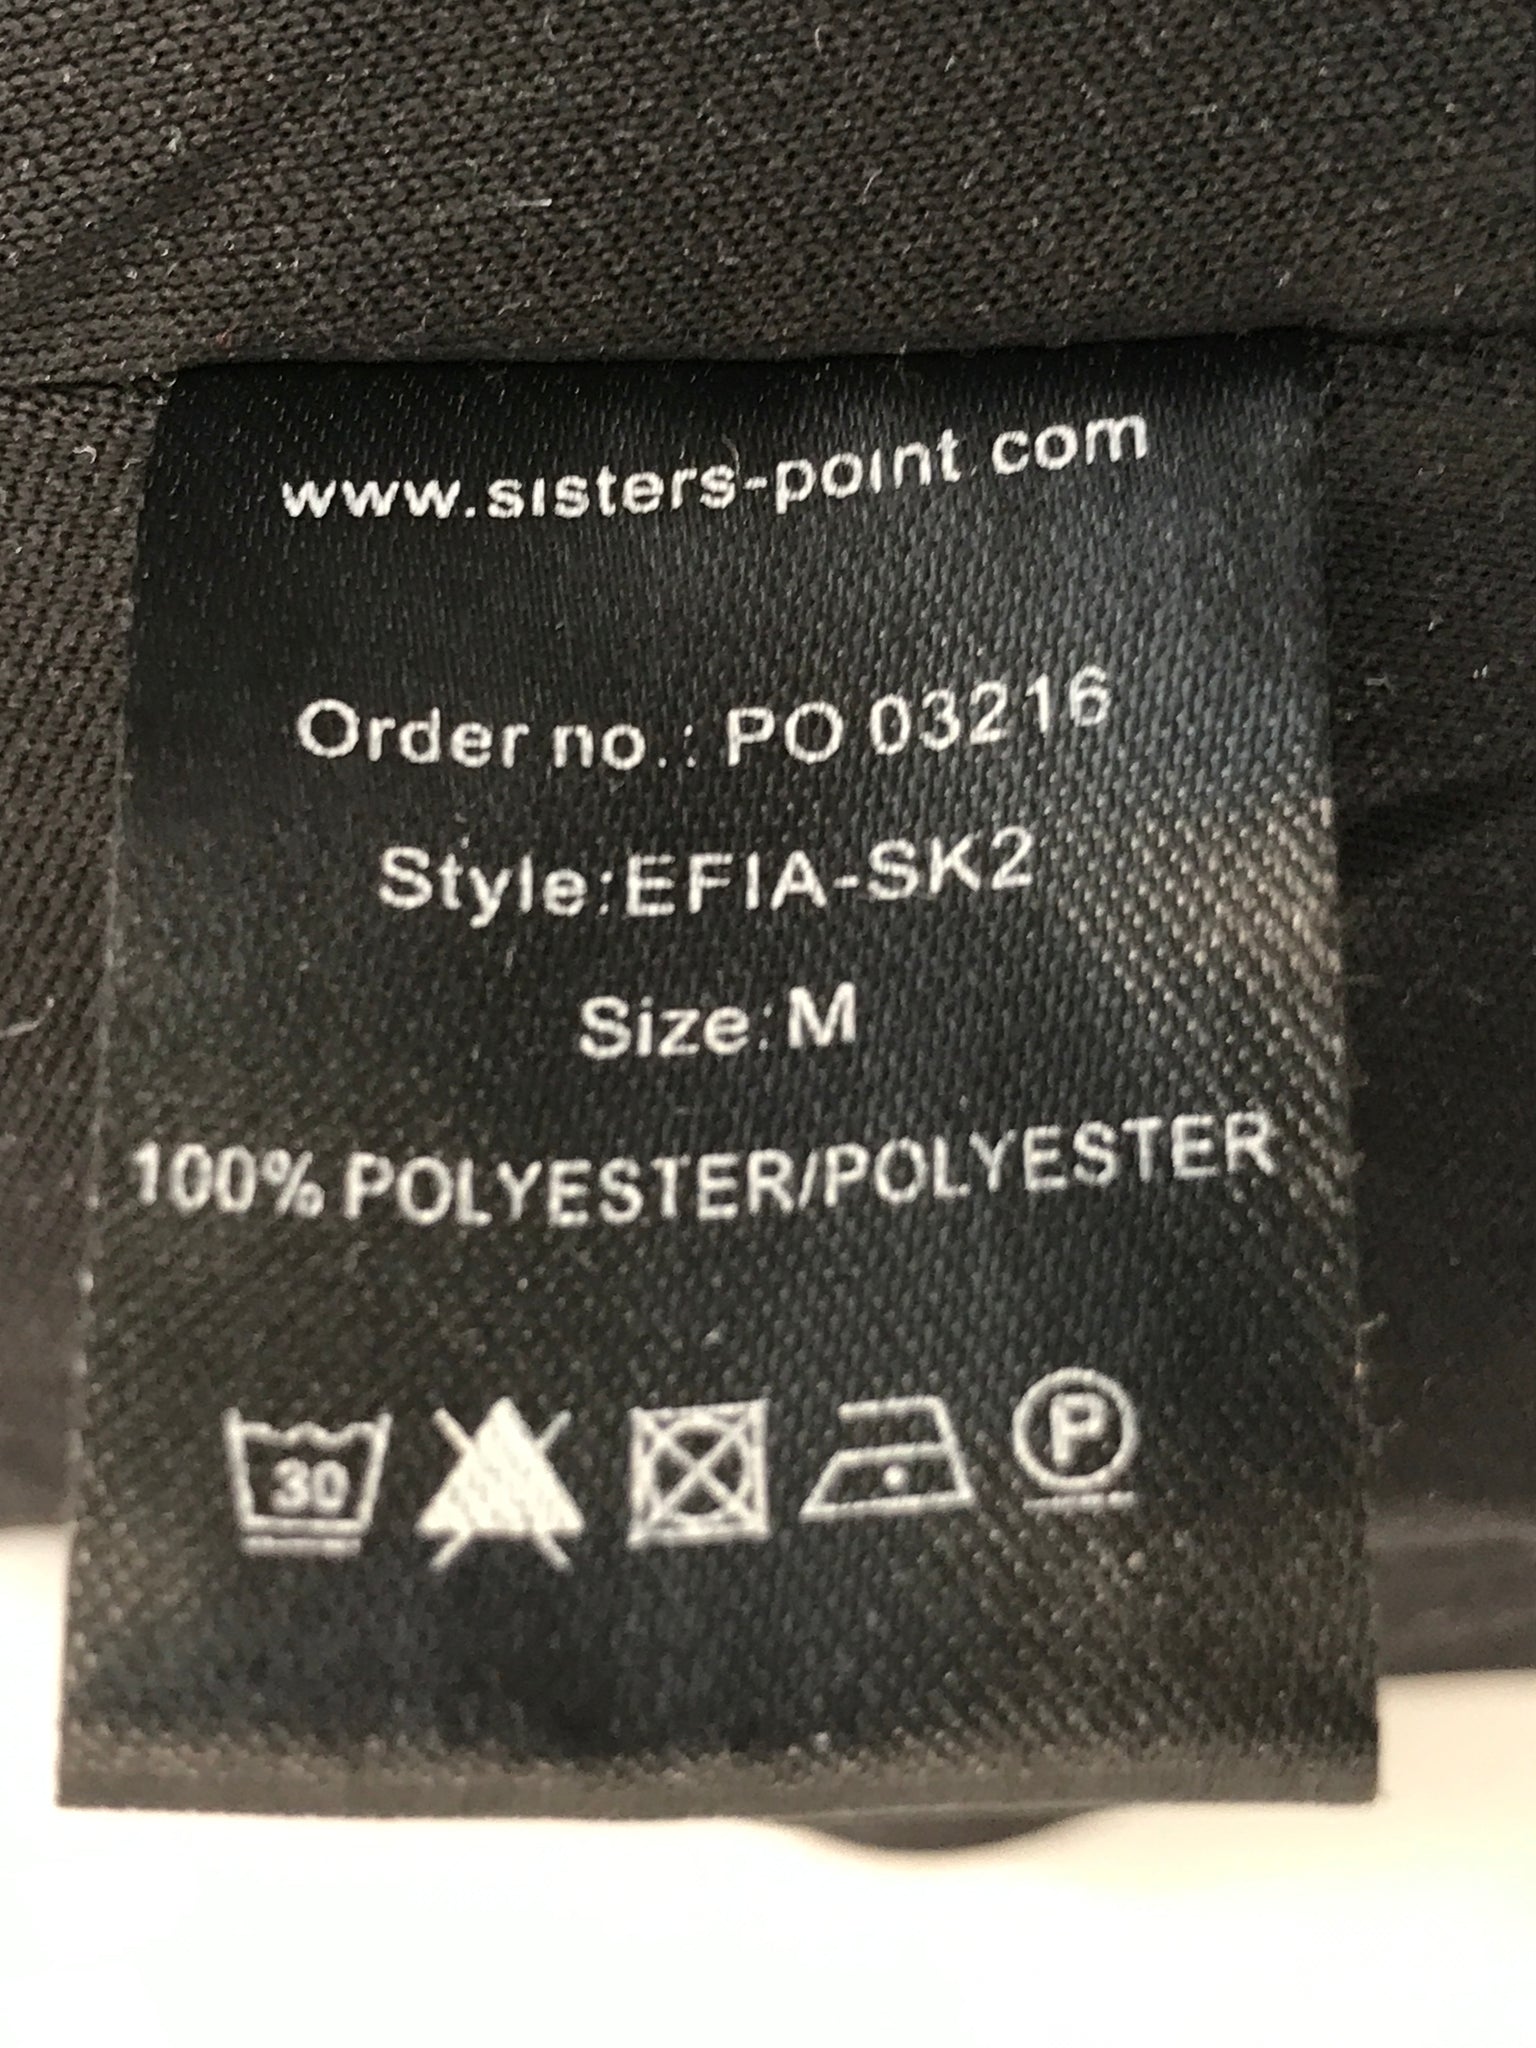 www.sisters-point.com
Order no.: PO 03216
Style:EFIA-SK2
Size:M
100% POLYESTER/POLYESTER
30 P